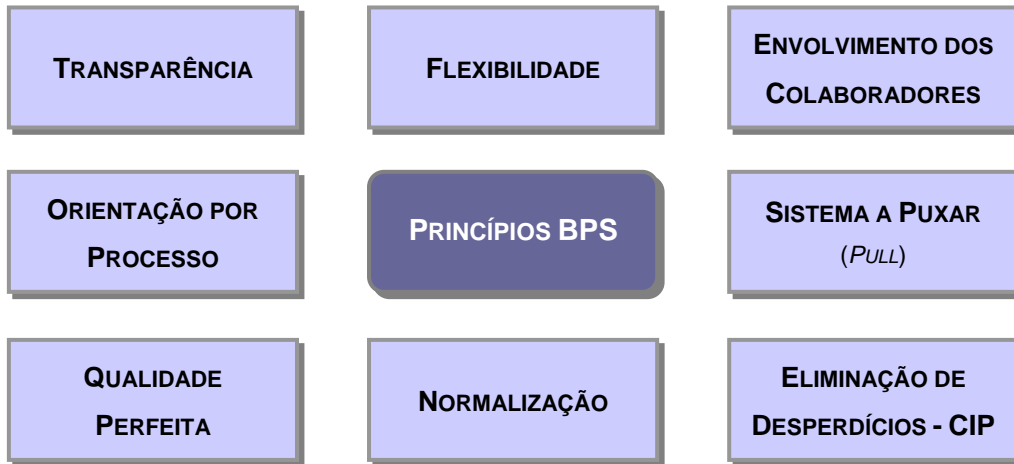 TRANSPARÊNCIA
FLEXIBILIDADE
ENVOLVIMENTO DOS
COLABORADORES
ORIENTAÇÃO POR
PROCESSO
PRINCÍPIOS BPS
SISTEMA A PUXAR
(PULL)
QUALIDADE
PERFEITA
NORMALIZAÇÃO
ELIMINAÇÃO DE
DESPERDÍCIOS - CIP